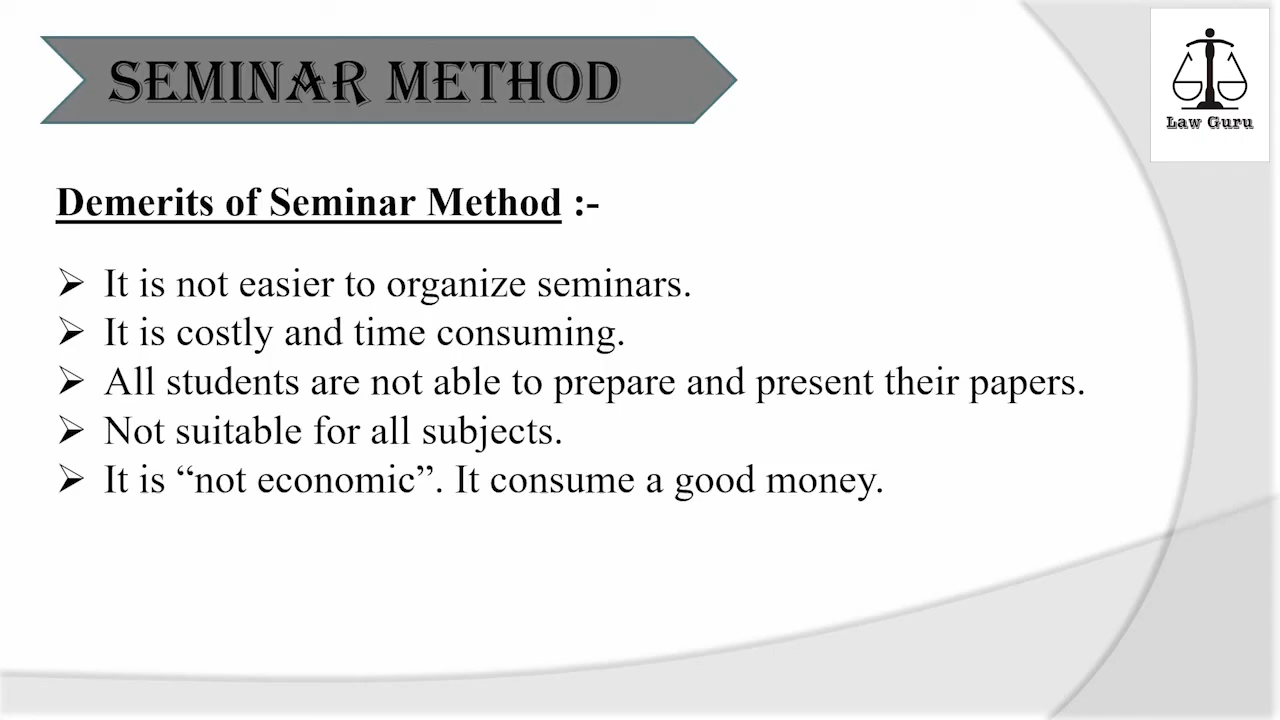 SEMINAR METHOD
Law Guru
Demerits of Seminar Method :-
➢ It is not easier to organize seminars.
➢ It is costly and time consuming.
➢ All students are not able to prepare and present their papers.
➢ Not suitable for all subjects.
➢ It is “not economic”. It consume a good money.